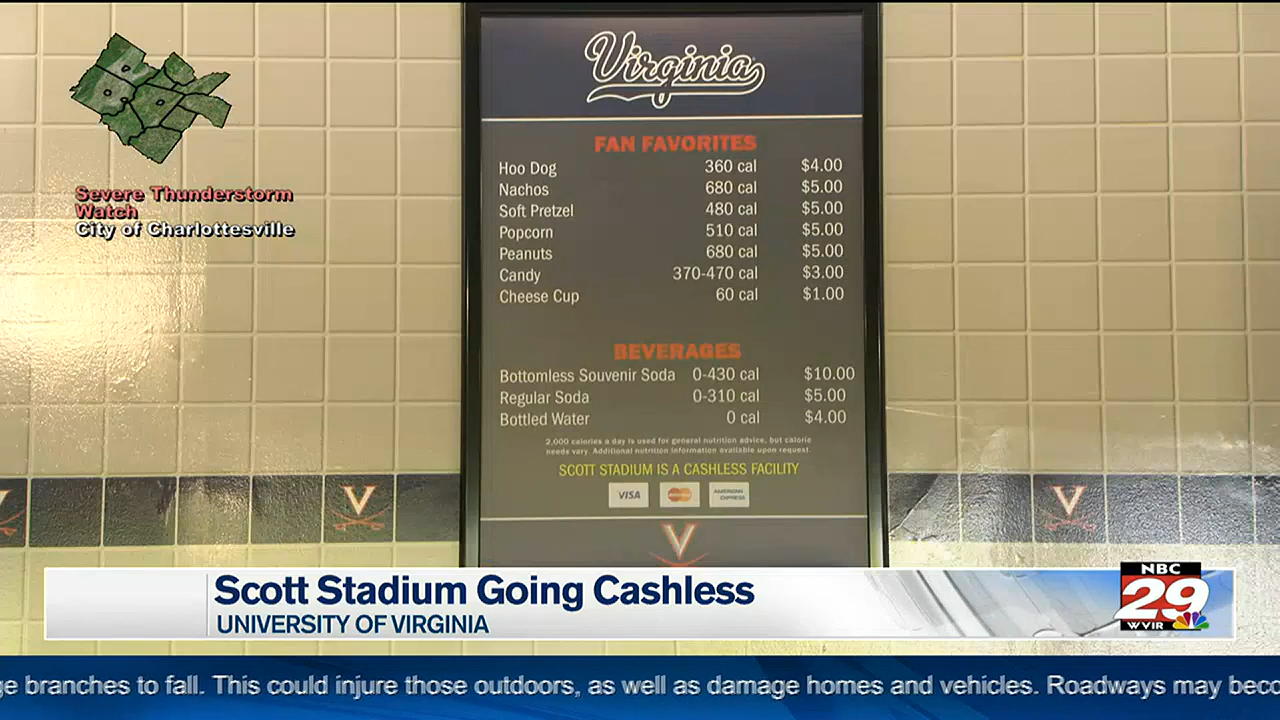 Virginia
FAN FAVORITES
Hoo Dog 360 cal $4.00
Nachos 680 cal $5.00
Soft Pretzel 480 cal $5.00
Popcorn 510 cal $5.00
Peanuts 680 cal $5.00
Candy 370-470 cal $3.00
Cheese Cup 60 cal $1.00
BEVERAGES
Bottomless Souvenir Soda 0-430 cal $10.00
Regular Soda 0-310 cal $5.00
Bottled Water 0 cal $4.00
2,000 calories a day is used for general nutrition advice, but calorie
needs vary. Additional nutrition information available upon request.
SCOTT STADIUM IS A CASHLESS FACILITY
VISA
AMERICAN
EXPRESS
V
V
V
Severe Thunderstorm
Watch
City of Charlottesville
Scott Stadium Going Cashless
UNIVERSITY OF VIRGINIA
NBC
29
WVIR
ge branches to fall. This could injure those outdoors, as well as damage homes and vehicles. Roadways may beco